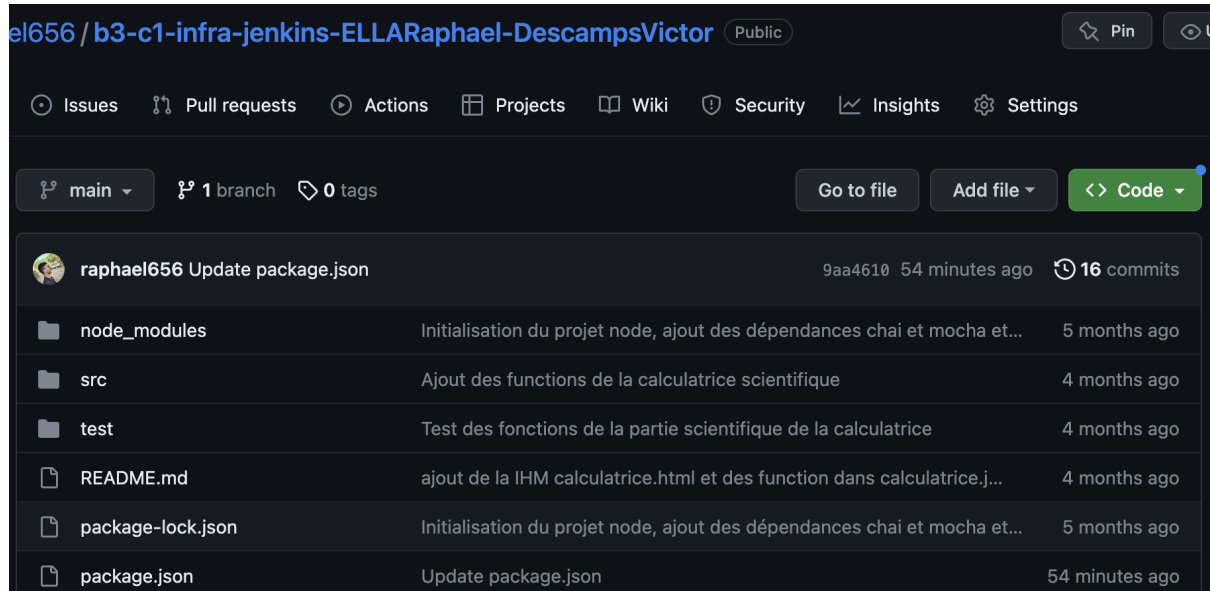 el656 / b3-c1-infra-jenkins-ELLARaphael-DescampsVictor Public Pin
Issues Pull requests Actions Projects Wiki Security Insights Settings
main 1 branch 0 tags Go to file Add file Code
raphael656 Update package.json 9aa4610 54 minutes ago 16 commits
node_modules Initialisation du projet node, ajout des dépendances chai et mocha et... 5 months ago
src Ajout des functions de la calculatrice scientifique 4 months ago
test Test des fonctions de la partie scientifique de la calculatrice 4 months ago
README.md ajout de la IHM calculatrice.html et des function dans calculatrice.j... 4 months ago
package-lock.json Initialisation du projet node, ajout des dépendances chai et mocha et... 5 months ago
package.json Update package.json 54 minutes ago